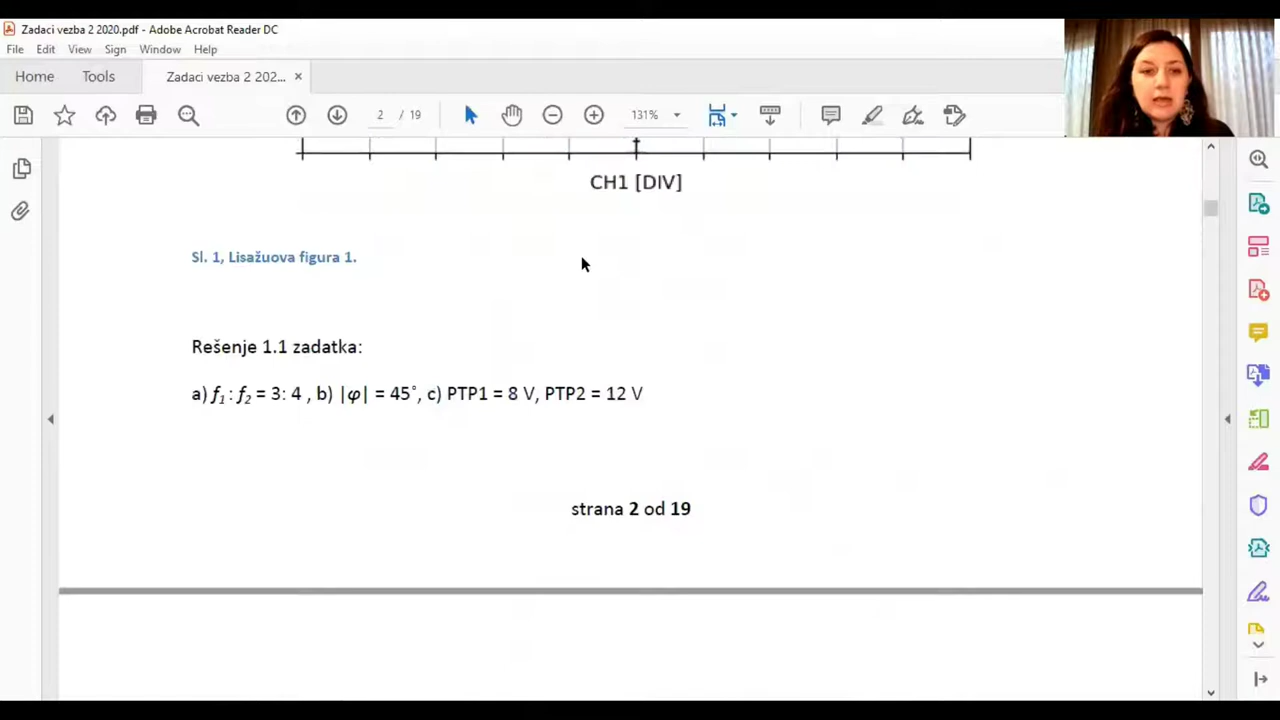 Zadaci vezba 2 2020.pdf - Adobe Acrobat Reader DC
File Edit View Sign Window Help
Home Tools Zadaci vezba 2 202... ×
2 / 19 131%
CH1 [DIV]
Sl. 1, Lisažuova figura 1.
Rešenje 1.1 zadatka:
a) f1 : f2 = 3: 4 , b) |φ| = 45°, c) PTP1 = 8 V, PTP2 = 12 V
strana 2 od 19